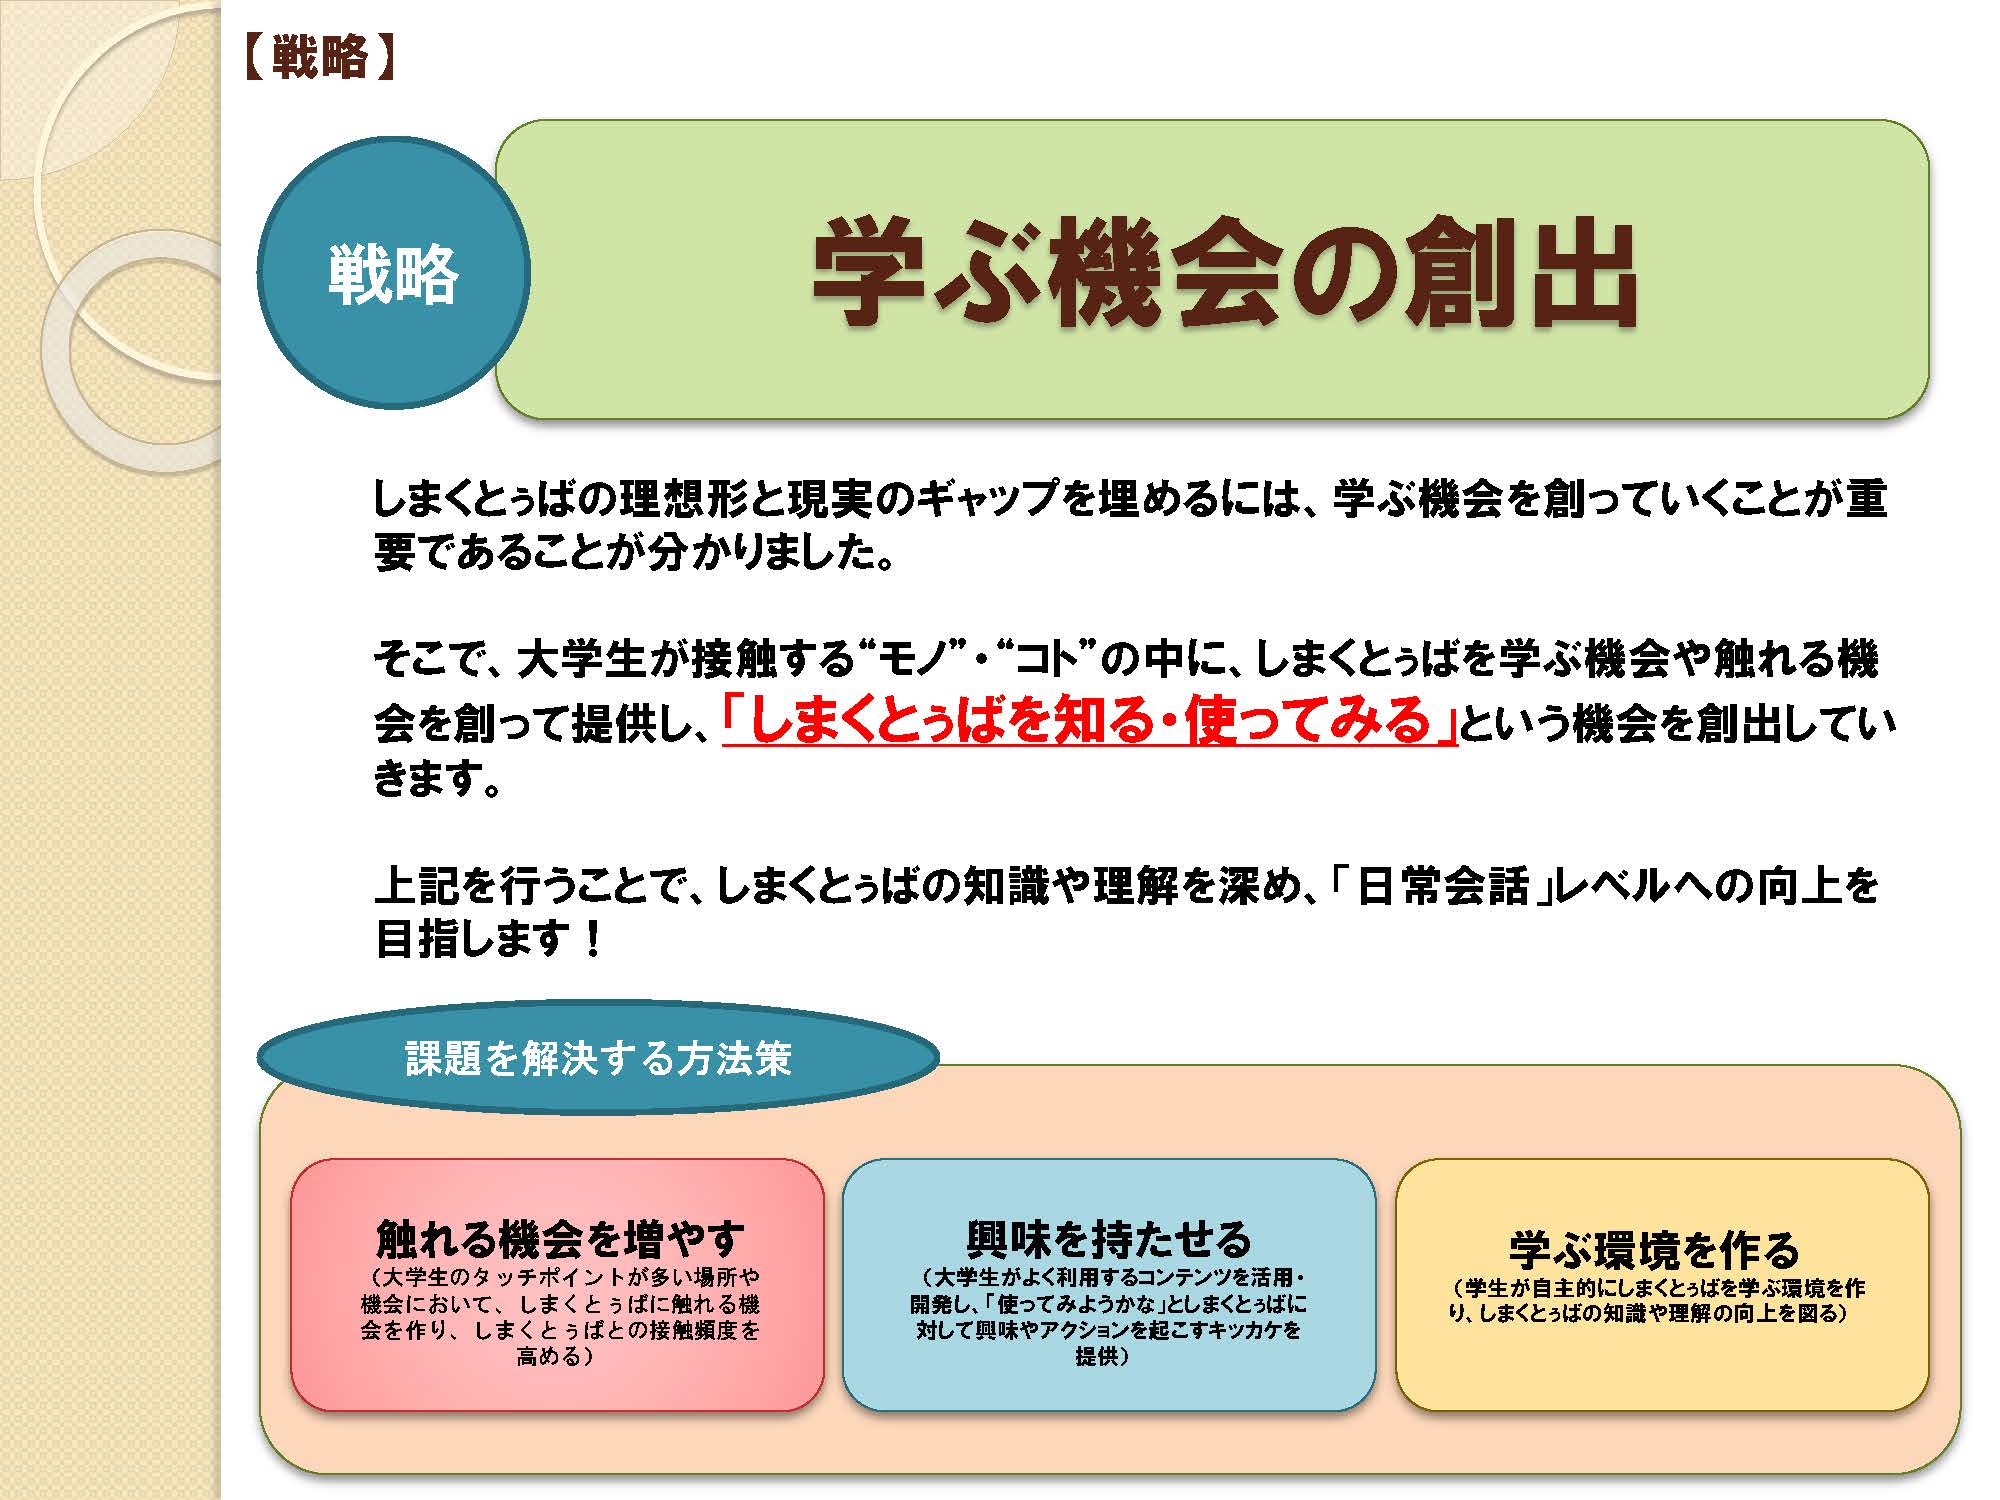 【戦略】
戦略
学ぶ機会の創出
しまくとぅばの理想形と現実のギャップを埋めるには、学ぶ機会を創っていくことが重
要であることが分かりました。
そこで、大学生が接触する“モノ”・“コト”の中に、しまくとぅばを学ぶ機会や触れる機
会を創って提供し、「しまくとぅばを知る・使ってみる」という機会を創出してい
きます。
上記を行うことで、しまくとぅばの知識や理解を深め、「日常会話」レベルへの向上を
目指します！
課題を解決する方法策
触れる機会を増やす
（大学生のタッチポイントが多い場所や
機会において、しまくとぅばに触れる機
会を作り、しまくとぅばとの接触頻度を
高める）
興味を持たせる
（大学生がよく利用するコンテンツを活用・
開発し、「使ってみようかな」としまくとぅばに
対して興味やアクションを起こすキッカケを
提供）
学ぶ環境を作る
（学生が自主的にしまくとぅばを学ぶ環境を作
り、しまくとぅばの知識や理解の向上を図る）